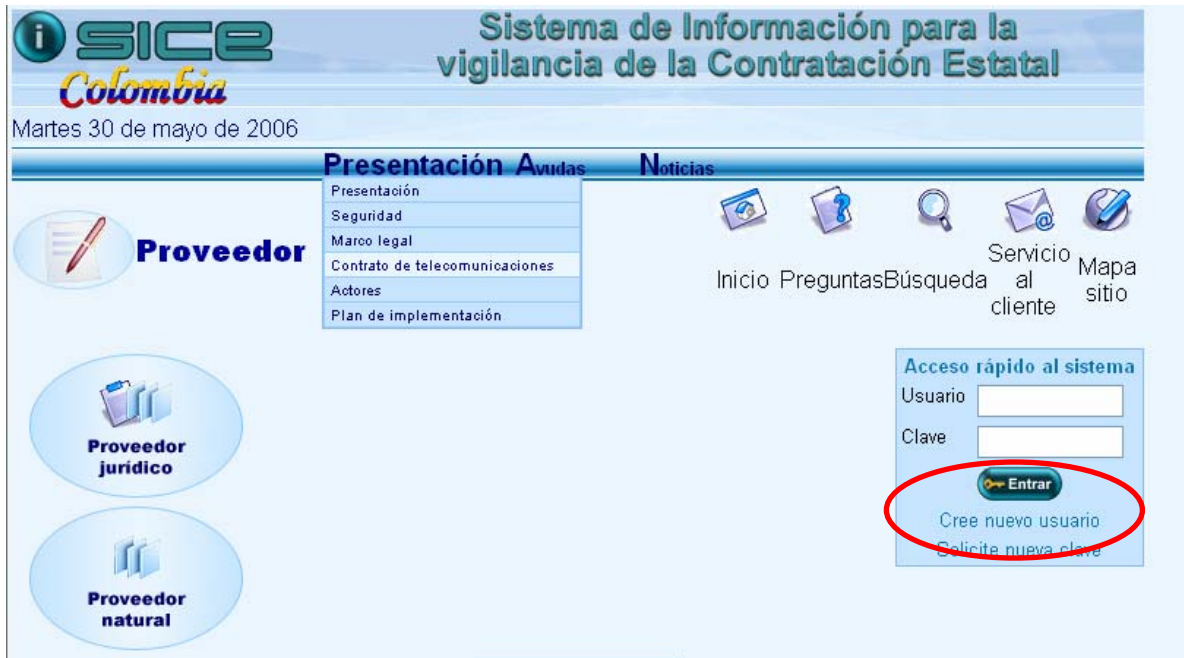 i SICE
Colombia
Sistema de Información para la
vigilancia de la Contratación Estatal
Martes 30 de mayo de 2006
Presentación Ayudas Noticias
Presentación
Seguridad
Marco legal
Contrato de telecomunicaciones
Actores
Plan de implementación
Proveedor
Inicio
Preguntas
Búsqueda
Servicio
al
cliente
Mapa
sitio
Proveedor
jurídico
Proveedor
natural
Acceso rápido al sistema
Usuario
Clave
Entrar
Cree nuevo usuario
Solicite nueva clave